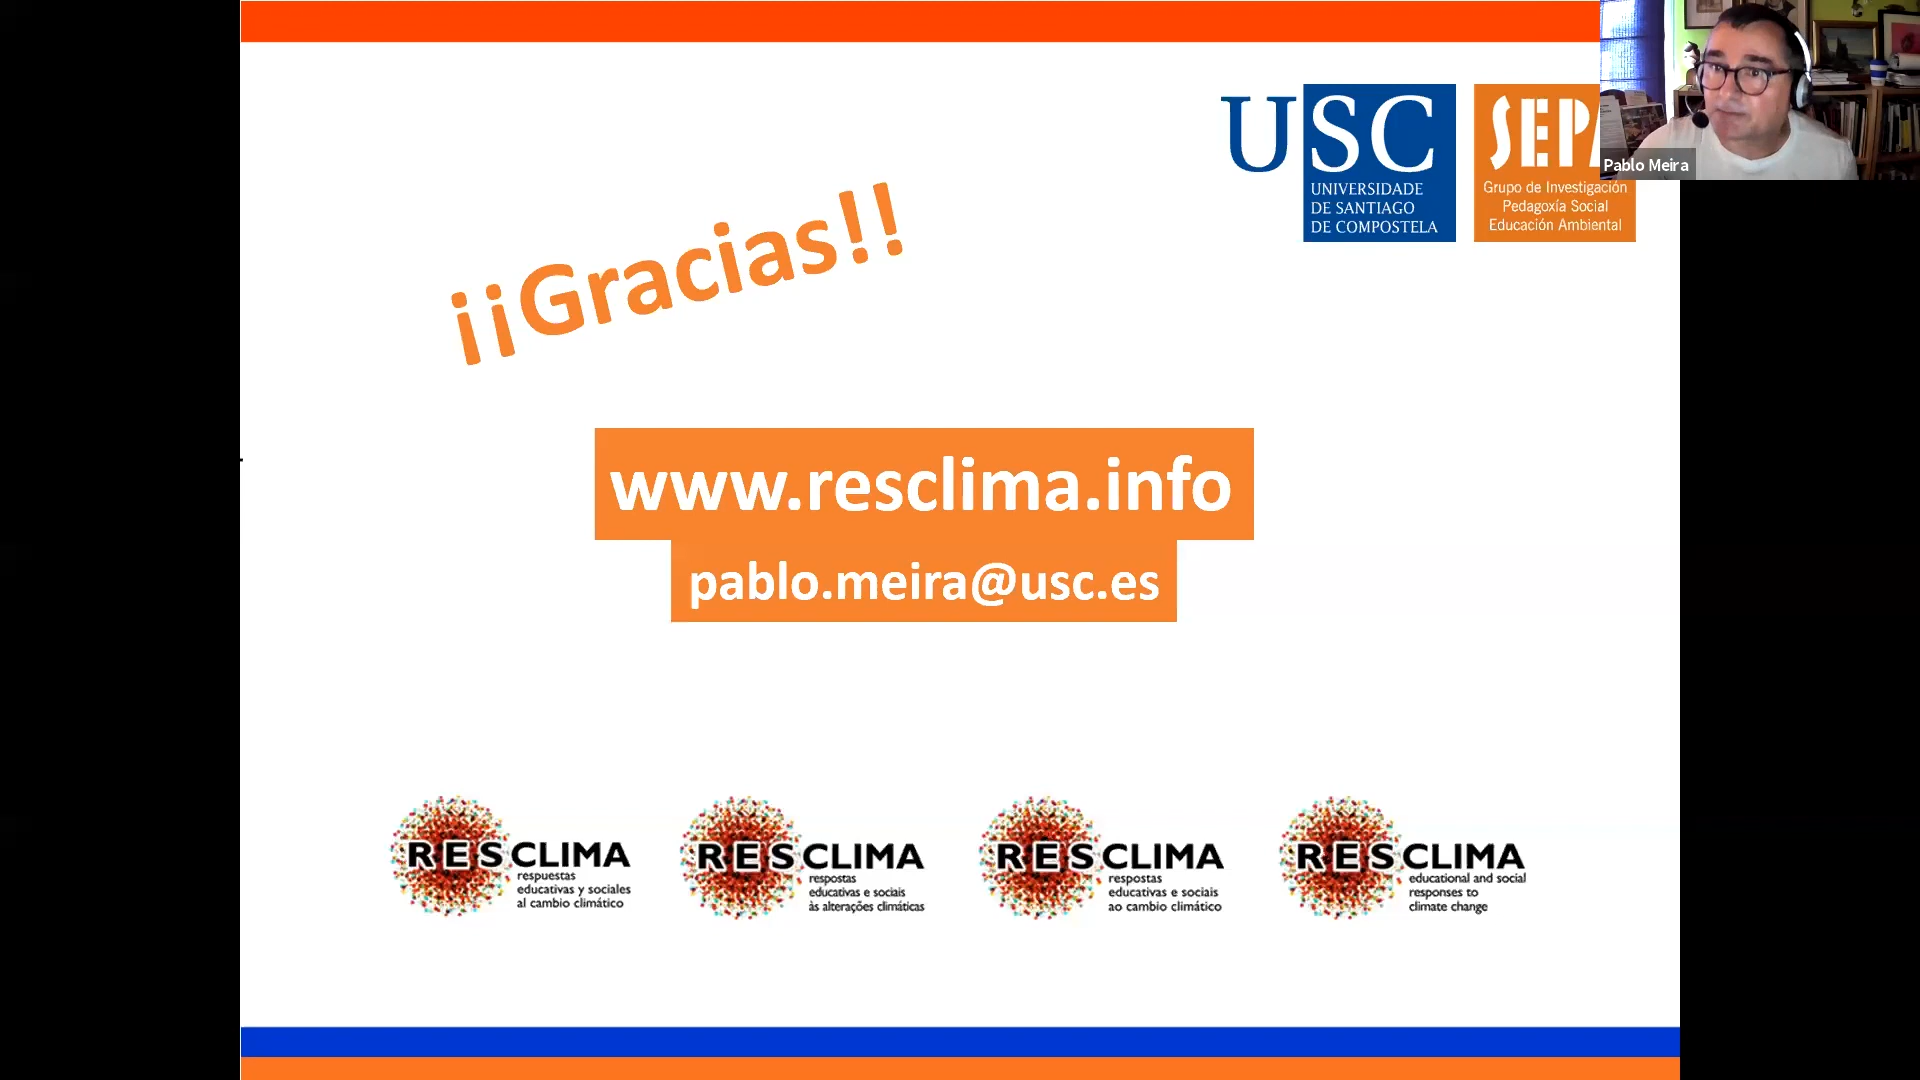 USC
UNIVERSIDADE
DE SANTIAGO
DE COMPOSTELA
Grupo de Investigación
Pedagoxía Social
Educación Ambiental
Pablo Meira
¡¡Gracias!!
www.resclima.info
pablo.meira@usc.es
RESCLIMA
respuestas
educativas y sociales
al cambio climático
RESCLIMA
respostas
educativas e sociais
às alterações climáticas
RESCLIMA
respostas
educativas e sociais
ao cambio climático
RESCLIMA
educational and social
responses to
climate change